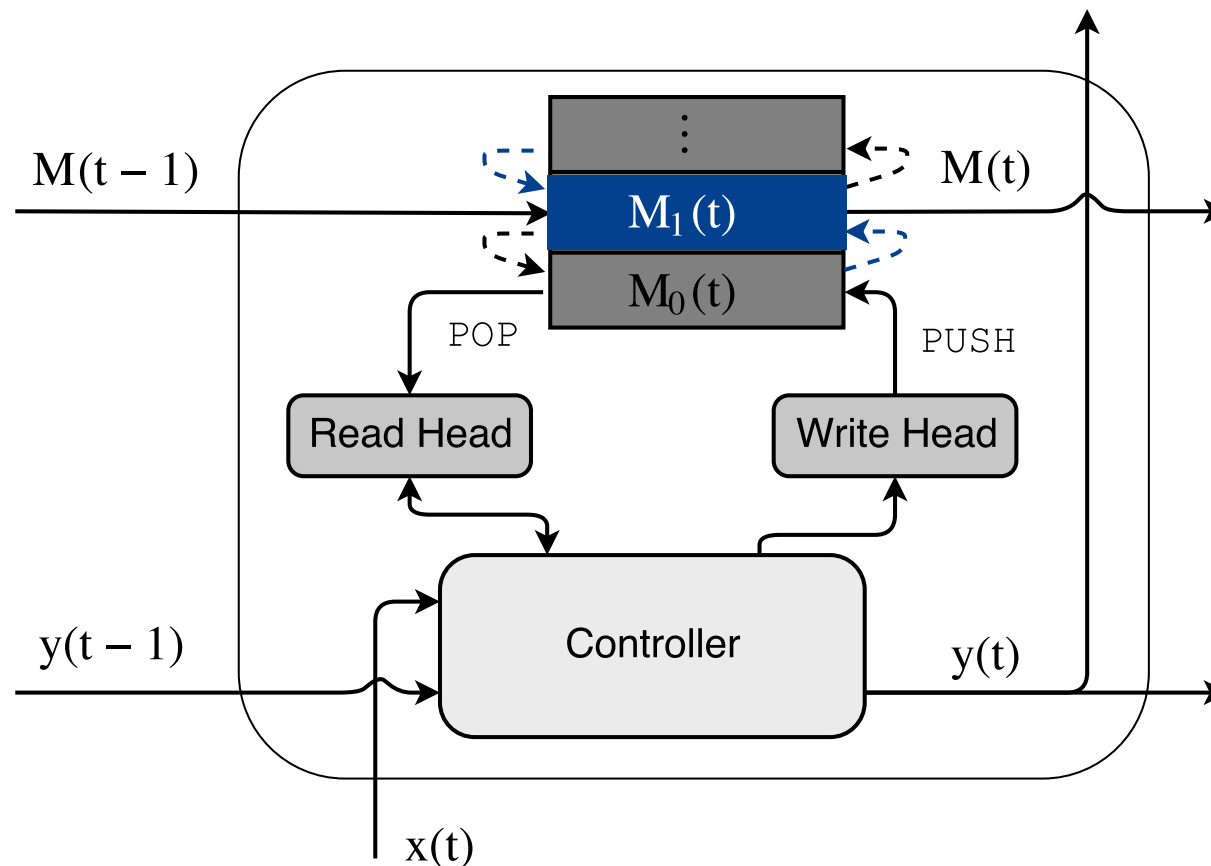 ⋮
M(t − 1)
M(t)
M₁(t)
M₀(t)
POP
PUSH
Read Head
Write Head
Controller
y(t − 1)
y(t)
x(t)